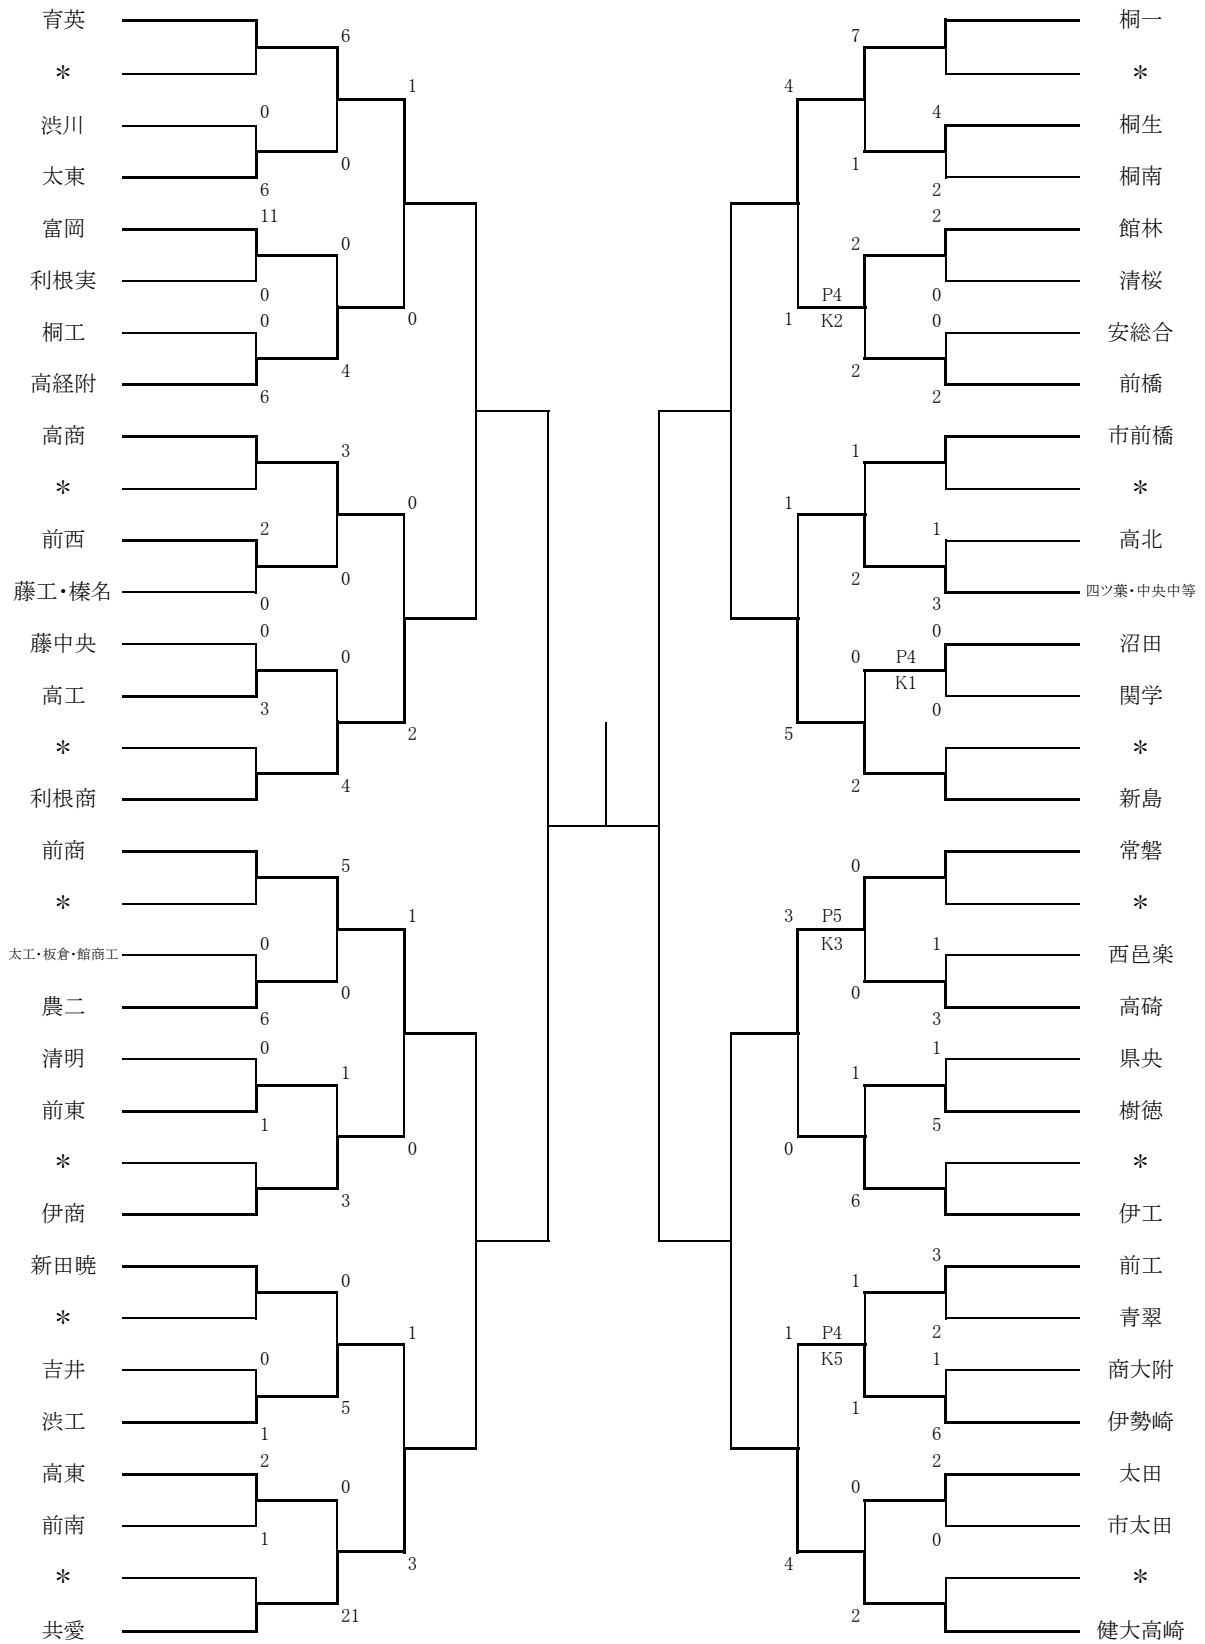 育英
*
渋川
太東
富岡
利根実
桐工
高経附
高商
*
前西
藤工・榛名
藤中央
高工
*
利根商
前商
*
太工・板倉・館商工
農二
清明
前東
*
伊商
新田暁
*
吉井
渋工
高東
前南
*
共愛
0
6
11
0
0
6
2
0
0
3
0
6
0
1
0
1
2
1
6
0
0
4
3
0
0
4
5
0
1
3
0
5
0
21
1
0
0
2
1
0
1
3
4
1
1
5
3
0
1
4
7
1
2
P4
K2
2
1
2
0
P4
K1
2
0
P5
K3
0
1
6
1
P4
K5
1
0
2
4
2
2
0
0
2
1
3
0
0
1
3
1
5
3
2
1
6
2
0
桐一
*
桐生
桐南
館林
清桜
安総合
前橋
市前橋
*
高北
四ツ葉・中央中等
沼田
関学
*
新島
常磐
*
西邑楽
高碕
県央
樹徳
*
伊工
前工
青翠
商大附
伊勢崎
太田
市太田
*
健大高崎